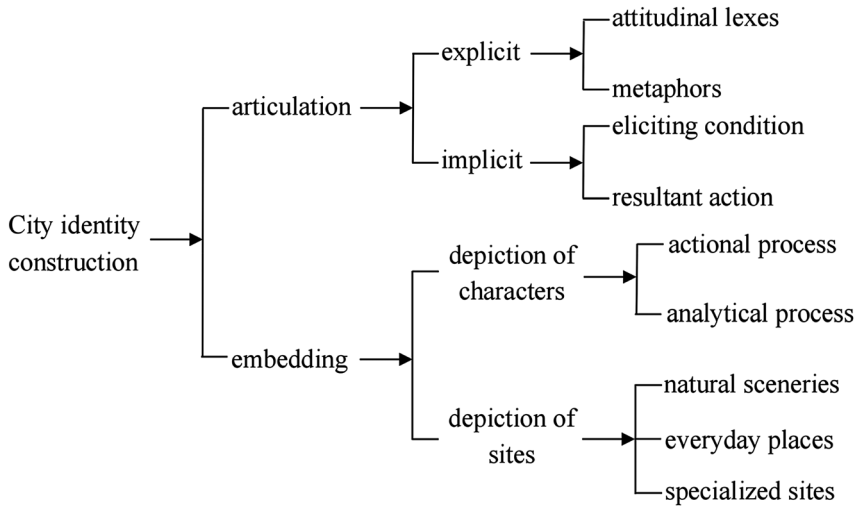 attitudinal lexes
explicit
metaphors
articulation
eliciting condition
implicit
resultant action
City identity
construction
depiction of
characters
actional process
analytical process
embedding
natural sceneries
depiction of
sites
everyday places
specialized sites